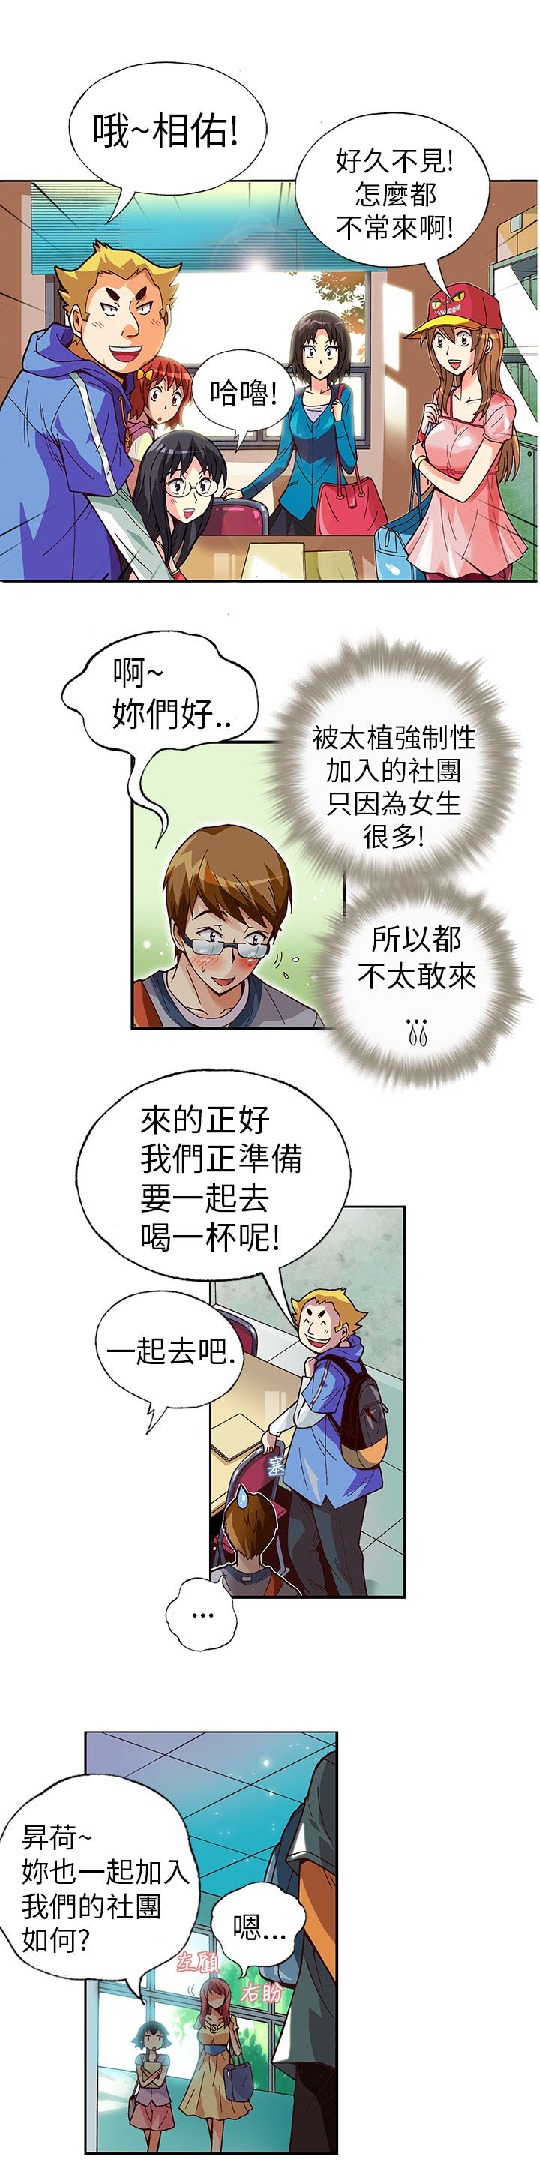 哦~相佑!
好久不見!
怎麼都
不常來啊!
哈嚕!
啊~
妳們好..
被太植強制性
加入的社團
只因為女生
很多!
所以都
不太敢來
...
來的正好
我們正準備
要一起去
喝一杯呢!
一起去吧.
塞
...
昇荷~
妳也一起加入
我們的社團
如何?
嗯...
左顧
右盼